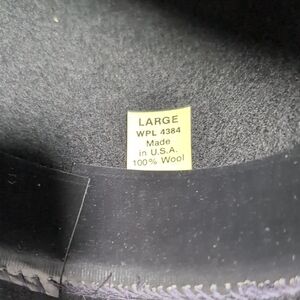 LARGE
WPL 4384
Made
in U.S.A.
100% Wool